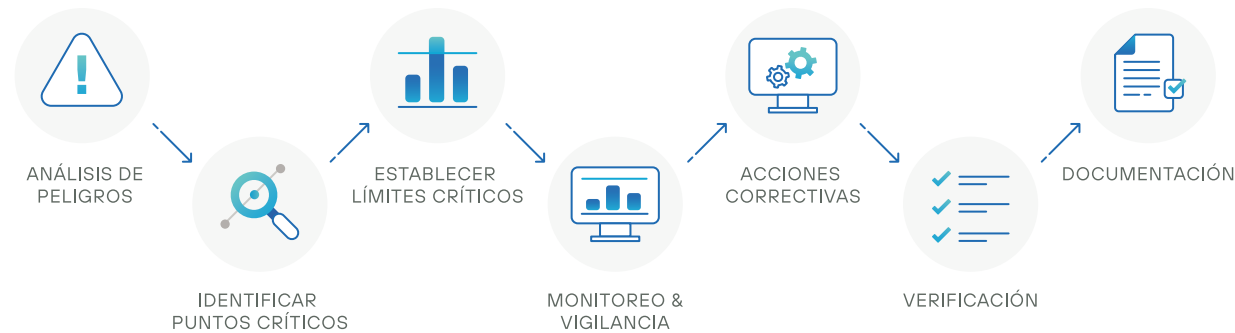 ANÁLISIS DE
PELIGROS
IDENTIFICAR
PUNTOS CRÍTICOS
ESTABLECER
LÍMITES CRÍTICOS
MONITOREO &
VIGILANCIA
ACCIONES
CORRECTIVAS
VERIFICACIÓN
DOCUMENTACIÓN